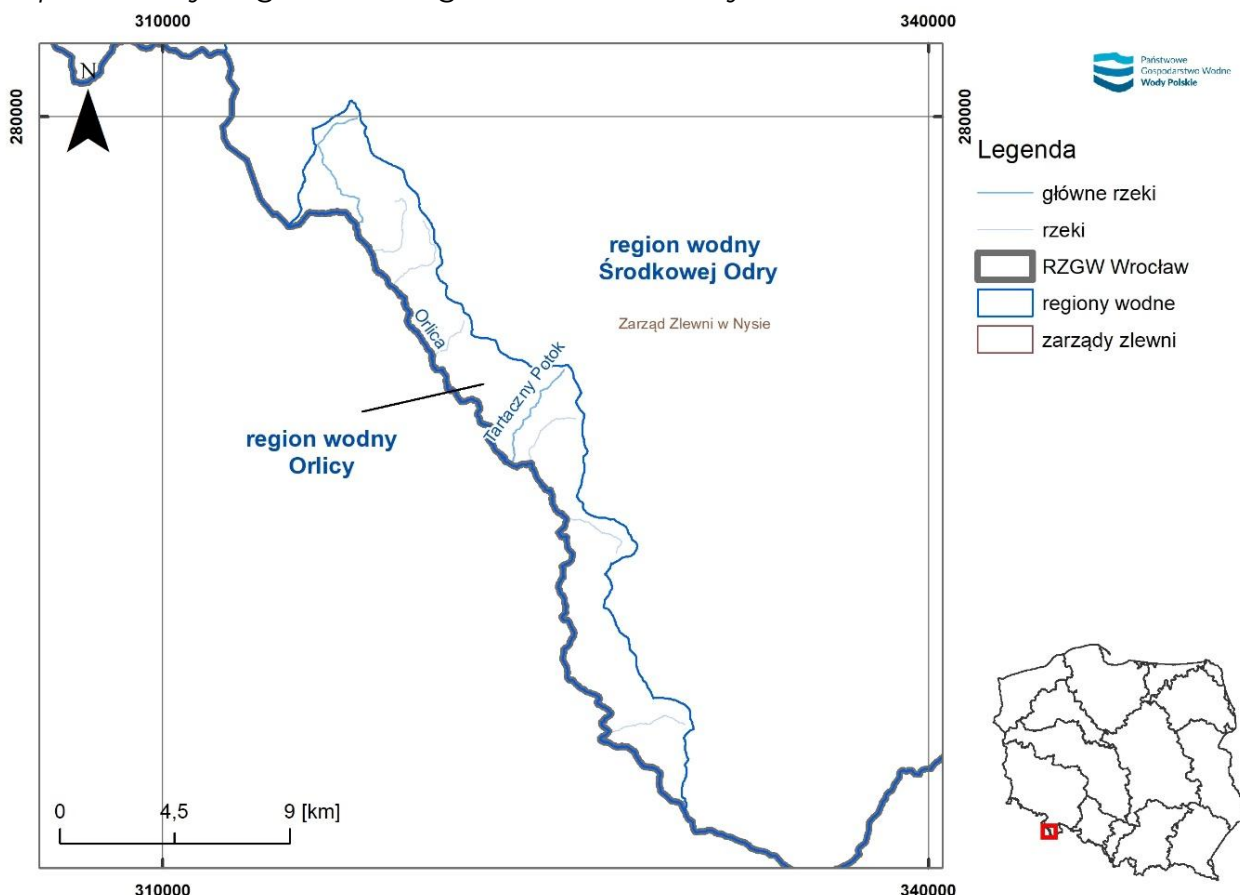 310000
340000
N
280000
280000
Państwowe
Gospodarstwo Wodne
Wody Polskie
Legenda
główne rzeki
rzeki
RZGW Wrocław
regiony wodne
zarządy zlewni
region wodny
Środkowej Odry
Zarząd Zlewni w Nysie
Orlica
Tartaczny Potok
region wodny
Orlicy
0 4,5 9 [km]
310000
340000